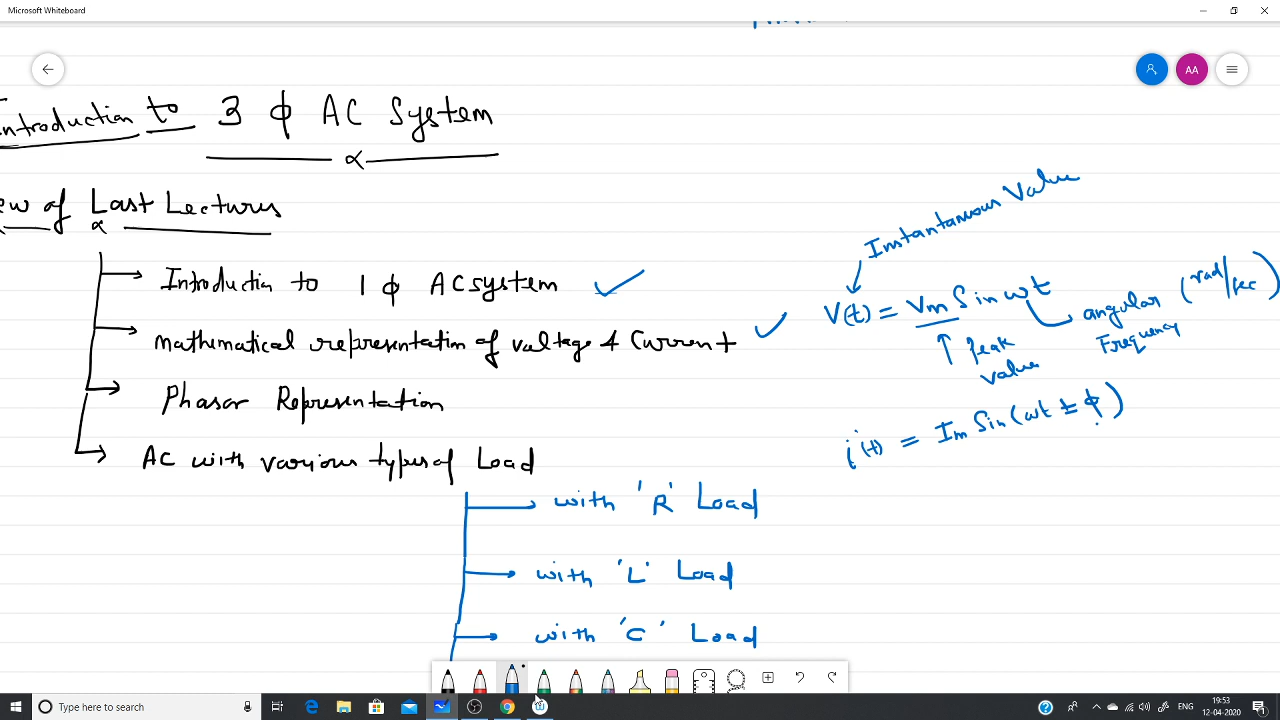 Microsoft Whiteboard
AA
Introduction to 3 ϕ AC System
α
ew of Last Lectures
α
Introduction to 1 ϕ AC system ✓
mathematical representation of voltage & Current ✓
Phasor Representation
AC with various types of Load
with 'R' Load
with 'L' Load
with 'C' Load
Instantanous Value
V(t) = Vm Sin ωt
angular Frequency (rad/sec)
Peak value
i(t) = Im Sin(ωt ± ϕ)
Type here to search
ENG
19:53
12-04-2020